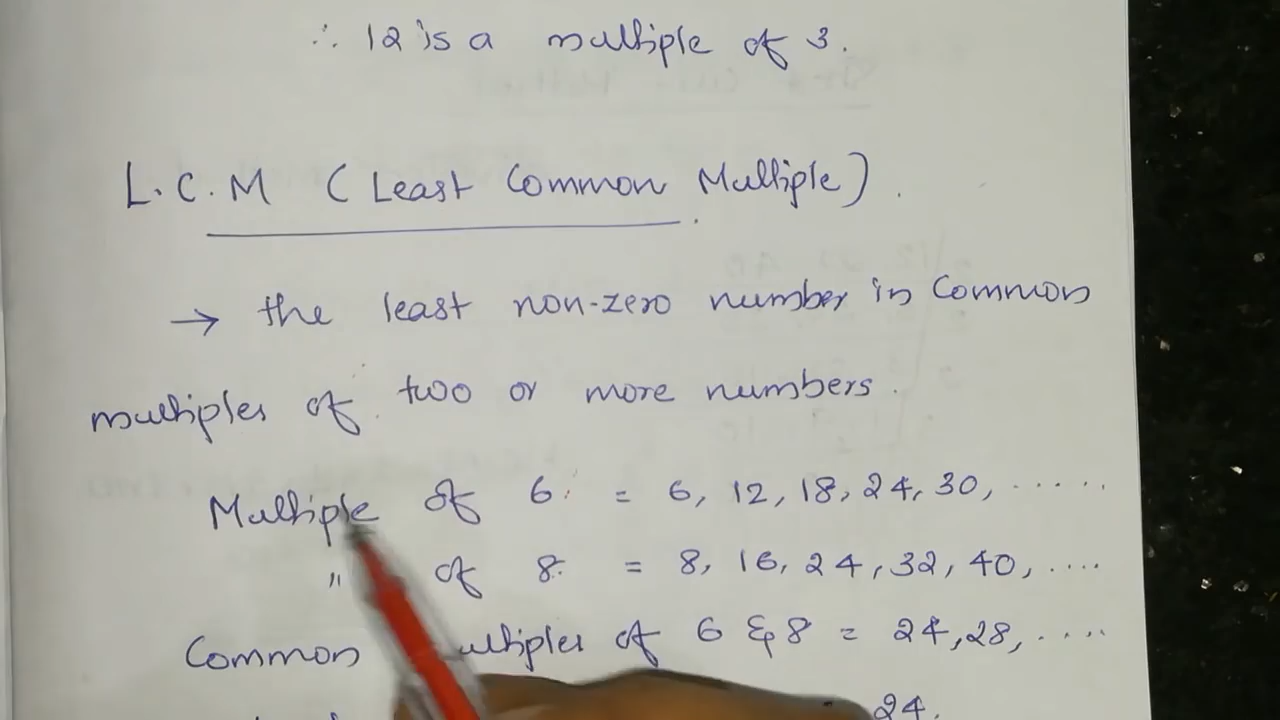 ∴ 12 is a multiple of 3.
L.C.M (Least Common Multiple).
→ the least non-zero number in Common
multiples of two or more numbers.
Multiple of 6 = 6, 12, 18, 24, 30, ......
" of 8 = 8, 16, 24, 32, 40, ....
Common multiples of 6 & 8 = 24, 28, ....
24.